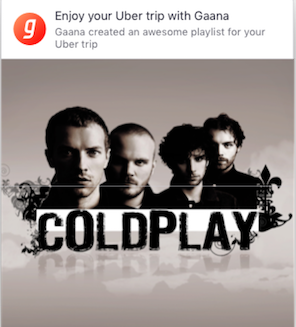 g
Enjoy your Uber trip with Gaana
Gaana created an awesome playlist for your
Uber trip
COLDPLAY